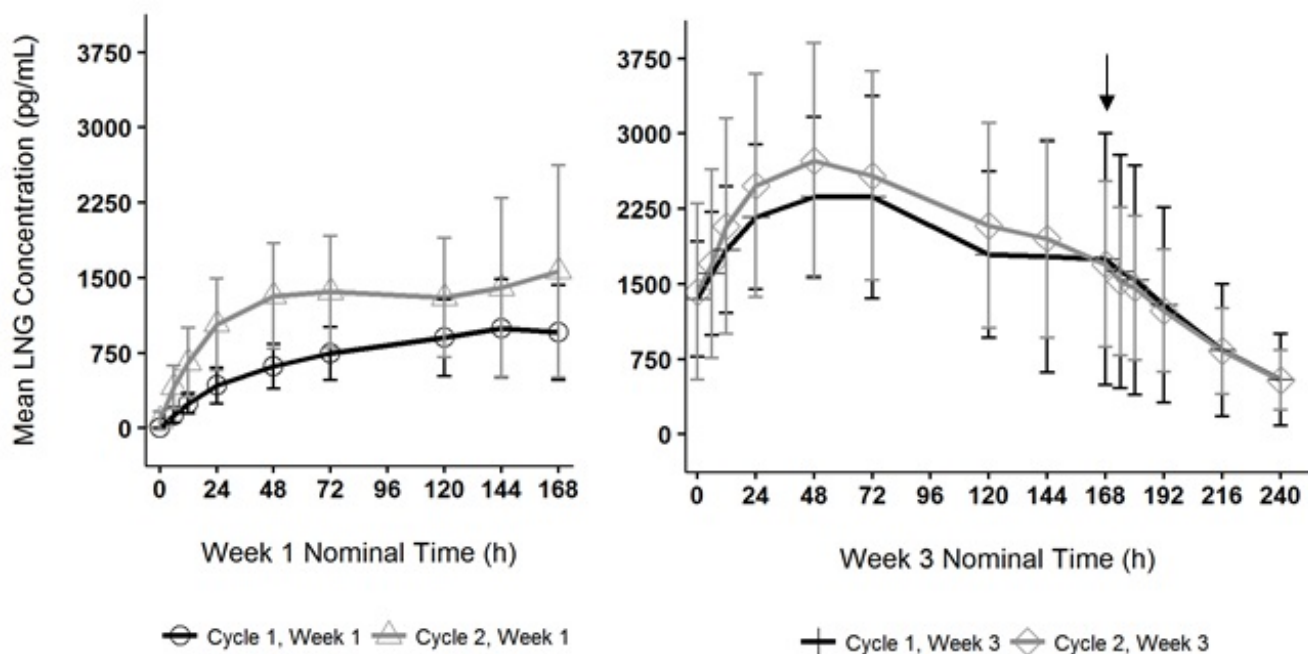 Mean LNG Concentration (pg/mL)
3750
3000
2250
1500
750
0
0 24 48 72 96 120 144 168
Week 1 Nominal Time (h)
Cycle 1, Week 1 Cycle 2, Week 1
3750
3000
2250
1500
750
0
0 24 48 72 96 120 144 168 192 216 240
Week 3 Nominal Time (h)
Cycle 1, Week 3 Cycle 2, Week 3